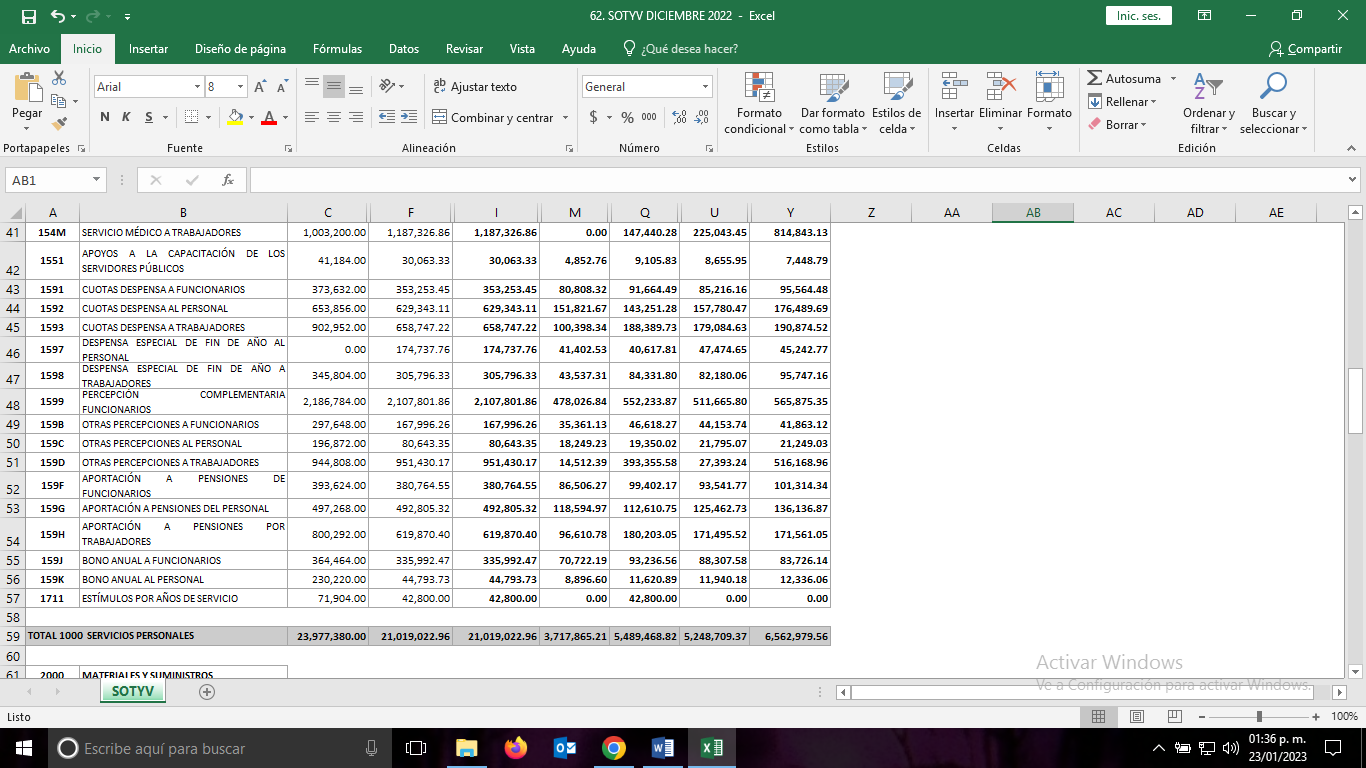 62. SOTYV DICIEMBRE 2022 - Excel
Inic. ses.
Archivo Inicio Insertar Diseño de página Fórmulas Datos Revisar Vista Ayuda ¿Qué desea hacer? Compartir
Pegar
Arial 8
N K S
Ajustar texto
Combinar y centrar
General
$ % 000
Formato condicional
Dar formato como tabla
Estilos de celda
Insertar Eliminar Formato
Autosuma
Rellenar
Borrar
Ordenar y filtrar
Buscar y seleccionar
Portapapeles Fuente Alineación Número Estilos Celdas Edición
AB1 fx
A B C F I M Q U Y Z AA AB AC AD AE
41 154M SERVICIO MÉDICO A TRABAJADORES 1,003,200.00 1,187,326.86 1,187,326.86 0.00 147,440.28 225,043.45 814,843.13
42 1551 APOYOS A LA CAPACITACIÓN DE LOS SERVIDORES PÚBLICOS 41,184.00 30,063.33 30,063.33 4,852.76 9,105.83 8,655.95 7,448.79
43 1591 CUOTAS DESPENSA A FUNCIONARIOS 373,632.00 353,253.45 353,253.45 80,808.32 91,664.49 85,216.16 95,564.48
44 1592 CUOTAS DESPENSA AL PERSONAL 653,856.00 629,343.11 629,343.11 151,821.67 143,251.28 157,780.47 176,489.69
45 1593 CUOTAS DESPENSA A TRABAJADORES 902,952.00 658,747.22 658,747.22 100,398.34 188,389.73 179,084.63 190,874.52
46 1597 DESPENSA ESPECIAL DE FIN DE AÑO AL PERSONAL 0.00 174,737.76 174,737.76 41,402.53 40,617.81 47,474.65 45,242.77
47 1598 DESPENSA ESPECIAL DE FIN DE AÑO A TRABAJADORES 345,804.00 305,796.33 305,796.33 43,537.31 84,331.80 82,180.06 95,747.16
48 1599 PERCEPCIÓN COMPLEMENTARIA FUNCIONARIOS 2,186,784.00 2,107,801.86 2,107,801.86 478,026.84 552,233.87 511,665.80 565,875.35
49 159B OTRAS PERCEPCIONES A FUNCIONARIOS 297,648.00 167,996.26 167,996.26 35,361.13 46,618.27 44,153.74 41,863.12
50 159C OTRAS PERCEPCIONES AL PERSONAL 196,872.00 80,643.35 80,643.35 18,249.23 19,350.02 21,795.07 21,249.03
51 159D OTRAS PERCEPCIONES A TRABAJADORES 944,808.00 951,430.17 951,430.17 14,512.39 393,355.58 27,393.24 516,168.96
52 159F APORTACIÓN A PENSIONES DE FUNCIONARIOS 393,624.00 380,764.55 380,764.55 86,506.27 99,402.17 93,541.77 101,314.34
53 159G APORTACIÓN A PENSIONES DEL PERSONAL 497,268.00 492,805.32 492,805.32 118,594.97 112,610.75 125,462.73 136,136.87
54 159H APORTACIÓN A PENSIONES POR TRABAJADORES 800,292.00 619,870.40 619,870.40 96,610.78 180,203.05 171,495.52 171,561.05
55 159J BONO ANUAL A FUNCIONARIOS 364,464.00 335,992.47 335,992.47 70,722.19 93,236.56 88,307.58 83,726.14
56 159K BONO ANUAL AL PERSONAL 230,220.00 44,793.73 44,793.73 8,896.60 11,620.89 11,940.18 12,336.06
57 1711 ESTÍMULOS POR AÑOS DE SERVICIO 71,904.00 42,800.00 42,800.00 0.00 42,800.00 0.00 0.00
58
59 TOTAL 1000 SERVICIOS PERSONALES 23,977,380.00 21,019,022.96 21,019,022.96 3,717,865.21 5,489,468.82 5,248,709.37 6,562,979.56
60
61 2000 MATERIALES Y SUMINISTROS
Activar Windows
Ve a Configuración para activar Windows.
SOTYV
Listo 100%
Escribe aquí para buscar
01:36 p. m.
23/01/2023